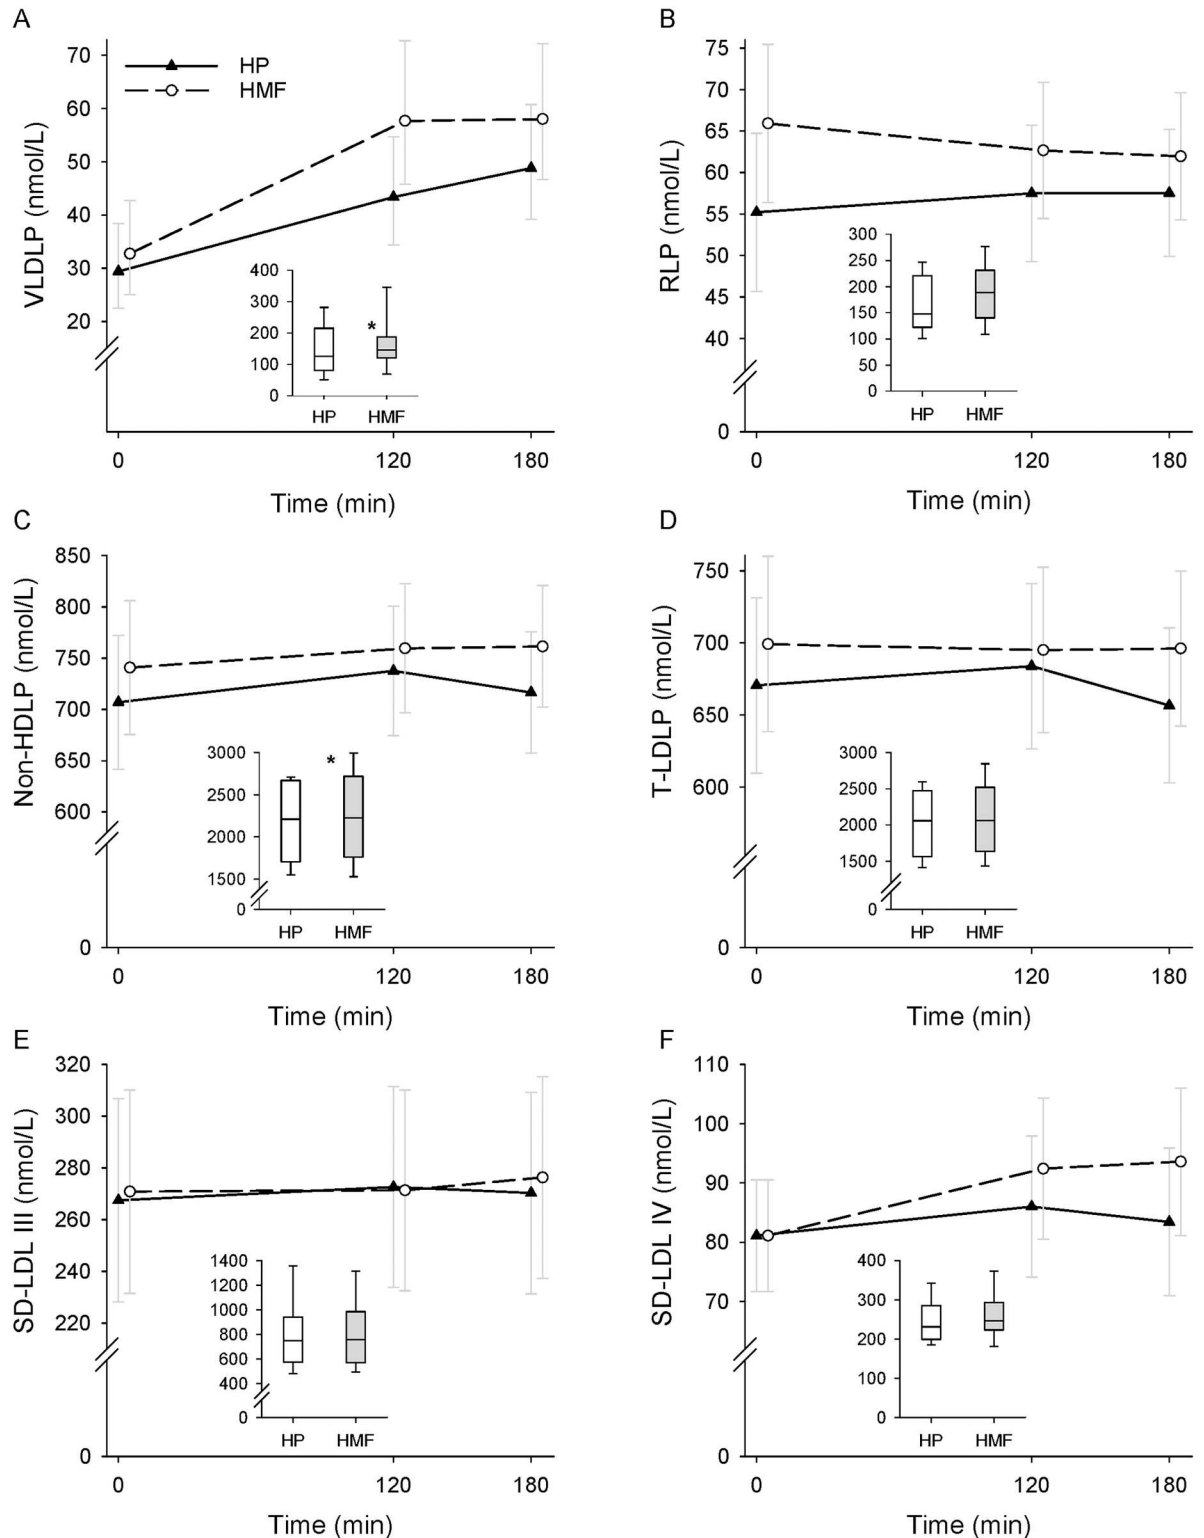 A
70
60
50
40
30
20
VLDLP (nmol/L)
HP
HMF
400
300
200
100
0
*
HP HMF
0 120 180
Time (min)
B
75
70
65
60
55
50
45
40
0
RLP (nmol/L)
300
250
200
150
100
50
0
HP HMF
0 120 180
Time (min)
C
850
800
750
700
650
600
0
Non-HDLP (nmol/L)
3000
2500
2000
1500
0
*
HP HMF
0 120 180
Time (min)
D
750
700
650
600
0
T-LDLP (nmol/L)
3000
2500
2000
1500
0
HP HMF
0 120 180
Time (min)
E
320
300
280
260
240
220
0
SD-LDL III (nmol/L)
1400
1200
1000
800
600
400
0
HP HMF
0 120 180
Time (min)
F
110
100
90
80
70
0
SD-LDL IV (nmol/L)
400
300
200
0
HP HMF
0 120 180
Time (min)